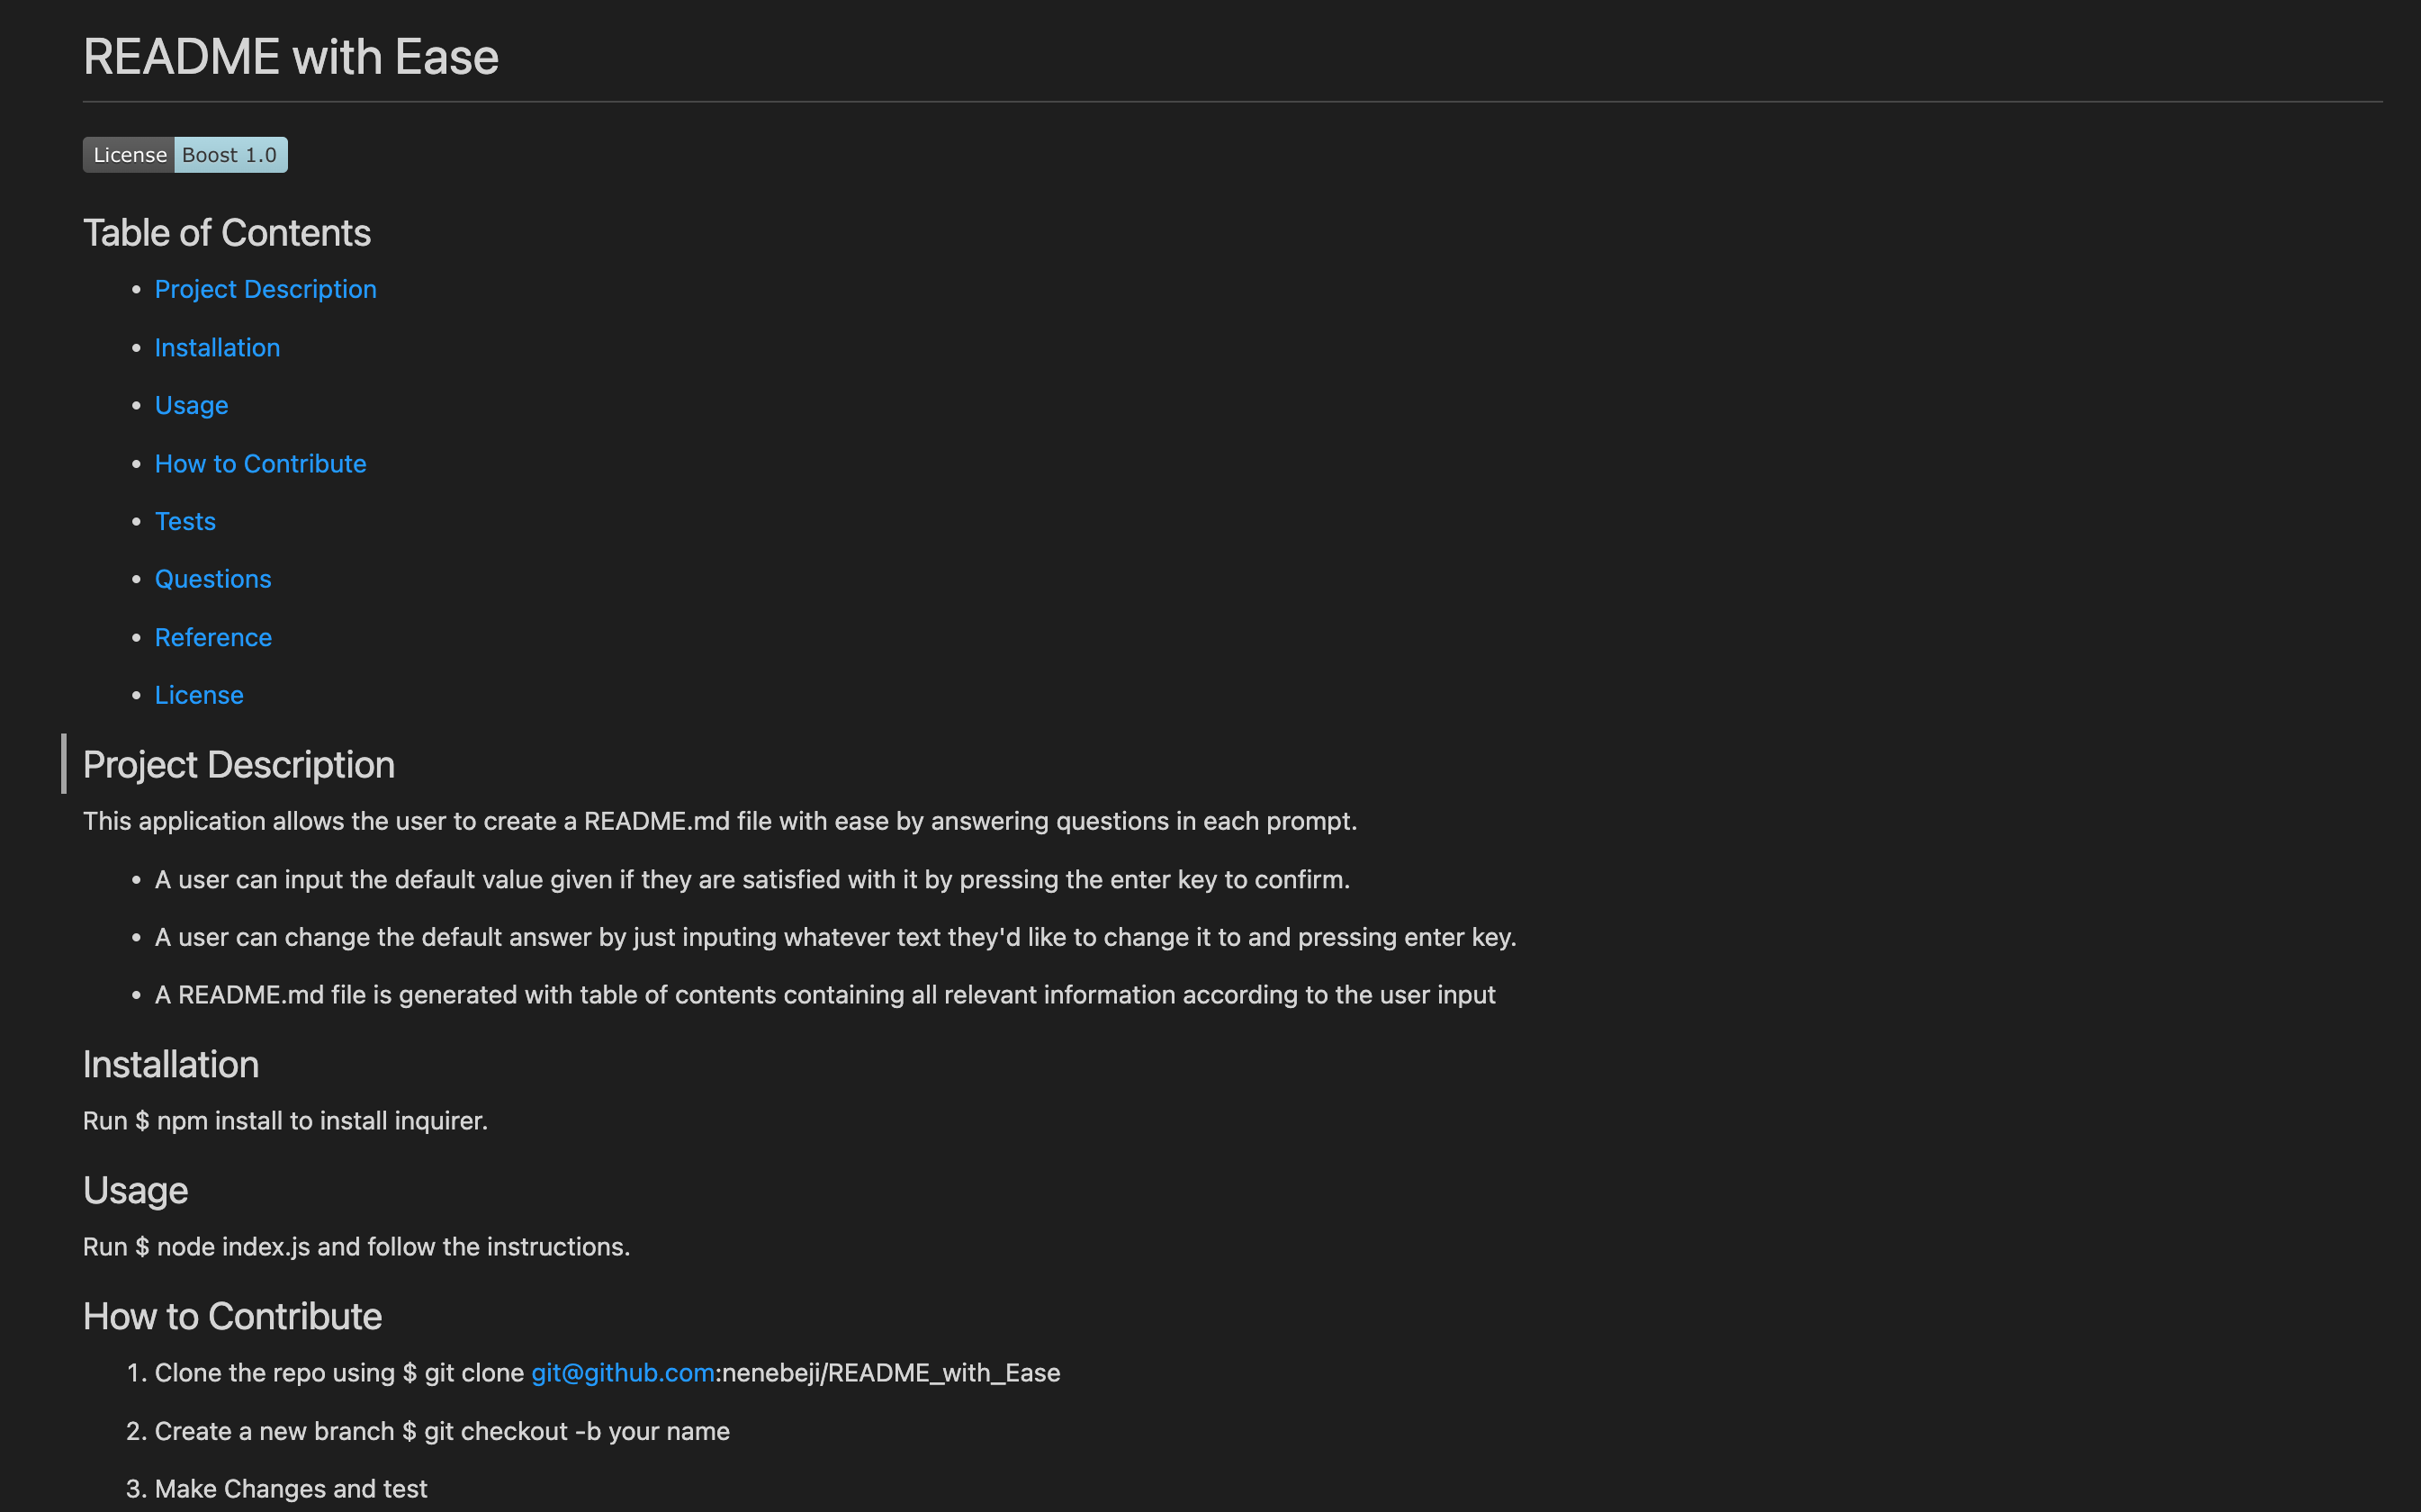 README with Ease
License Boost 1.0
Table of Contents
• Project Description
• Installation
• Usage
• How to Contribute
• Tests
• Questions
• Reference
• License
Project Description
This application allows the user to create a README.md file with ease by answering questions in each prompt.
• A user can input the default value given if they are satisfied with it by pressing the enter key to confirm.
• A user can change the default answer by just inputing whatever text they'd like to change it to and pressing enter key.
• A README.md file is generated with table of contents containing all relevant information according to the user input
Installation
Run $ npm install to install inquirer.
Usage
Run $ node index.js and follow the instructions.
How to Contribute
1. Clone the repo using $ git clone git@github.com:nenebeji/README_with_Ease
2. Create a new branch $ git checkout -b your name
3. Make Changes and test